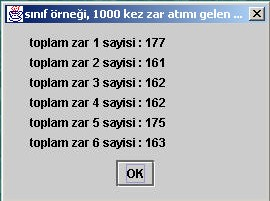 sınıf örneği, 1000 kez zar atımı gelen ...
toplam zar 1 sayisi : 177
toplam zar 2 sayisi : 161
toplam zar 3 sayisi : 162
toplam zar 4 sayisi : 162
toplam zar 5 sayisi : 175
toplam zar 6 sayisi : 163
OK